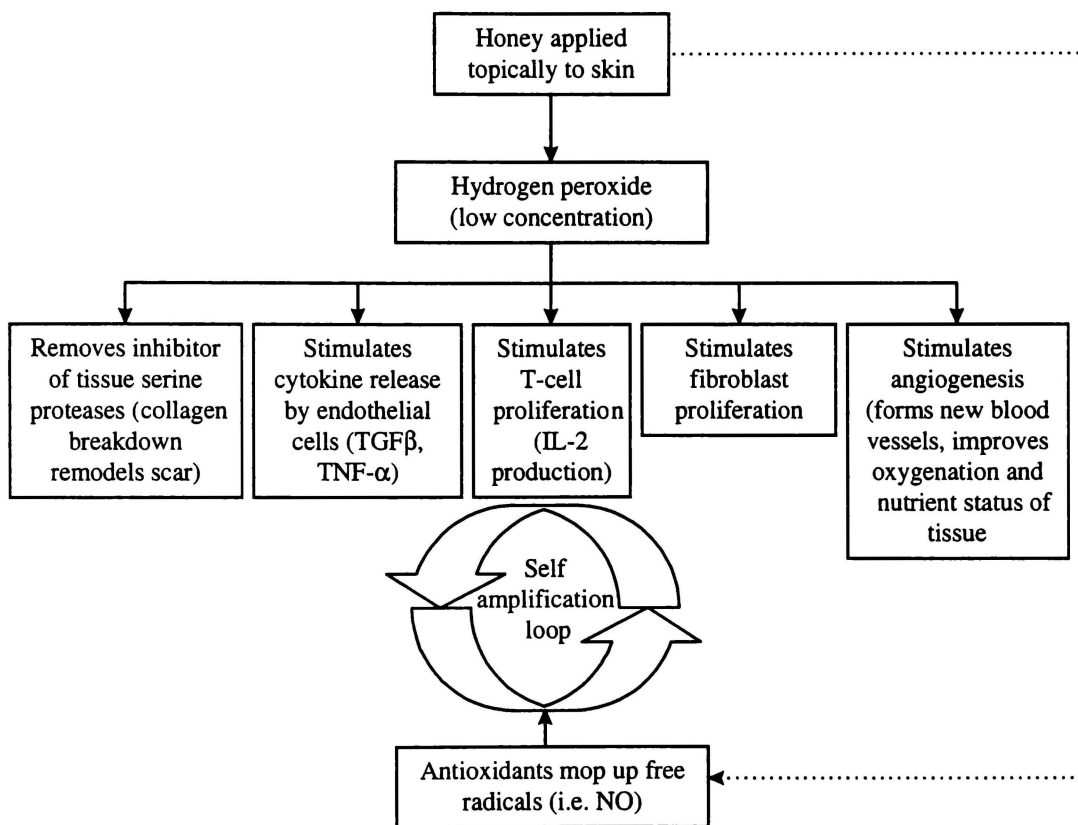 Honey applied
topically to skin
Hydrogen peroxide
(low concentration)
Removes inhibitor
of tissue serine
proteases (collagen
breakdown
remodels scar)
Stimulates
cytokine release
by endothelial
cells (TGFβ,
TNF-α)
Stimulates
T-cell
proliferation
(IL-2
production)
Stimulates
fibroblast
proliferation
Stimulates
angiogenesis
(forms new blood
vessels, improves
oxygenation and
nutrient status of
tissue
Self
amplification
loop
Antioxidants mop up free
radicals (i.e. NO)